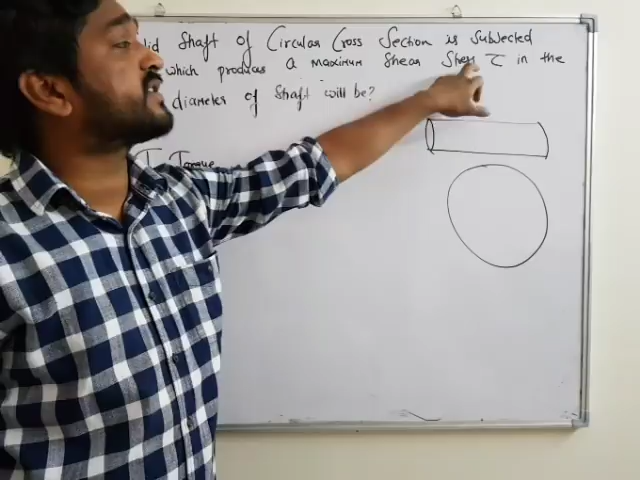 Shaft of Circular Cross Section is Subjected
which produces a maximum Shear Stress τ in the
diameter of Shaft will be?
T Torque